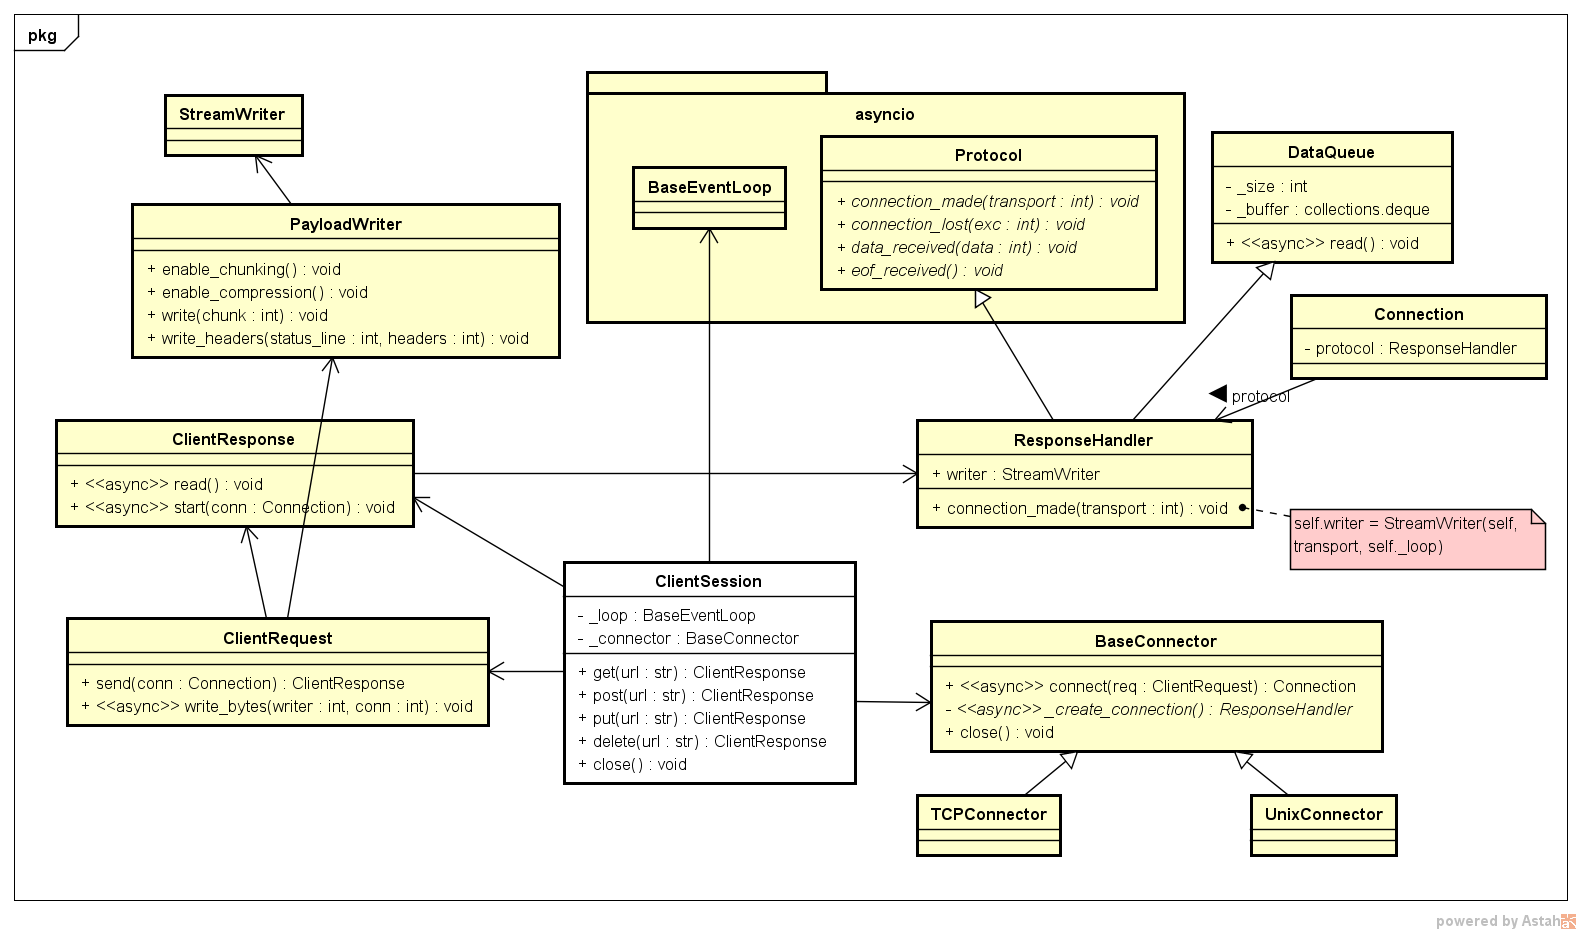 pkg
StreamWriter
PayloadWriter
+ enable_chunking() : void
+ enable_compression() : void
+ write(chunk : int) : void
+ write_headers(status_line : int, headers : int) : void
asyncio
BaseEventLoop
Protocol
+ connection_made(transport : int) : void
+ connection_lost(exc : int) : void
+ data_received(data : int) : void
+ eof_received() : void
DataQueue
- _size : int
- _buffer : collections.deque
+ <<async>> read() : void
Connection
- protocol : ResponseHandler
protocol
ClientResponse
+ <<async>> read() : void
+ <<async>> start(conn : Connection) : void
ResponseHandler
+ writer : StreamWriter
+ connection_made(transport : int) : void
self.writer = StreamWriter(self,
transport, self._loop)
ClientRequest
+ send(conn : Connection) : ClientResponse
+ <<async>> write_bytes(writer : int, conn : int) : void
ClientSession
- _loop : BaseEventLoop
- _connector : BaseConnector
+ get(url : str) : ClientResponse
+ post(url : str) : ClientResponse
+ put(url : str) : ClientResponse
+ delete(url : str) : ClientResponse
+ close() : void
BaseConnector
+ <<async>> connect(req : ClientRequest) : Connection
- <<async>> _create_connection() : ResponseHandler
+ close() : void
TCPConnector
UnixConnector
powered by Astah